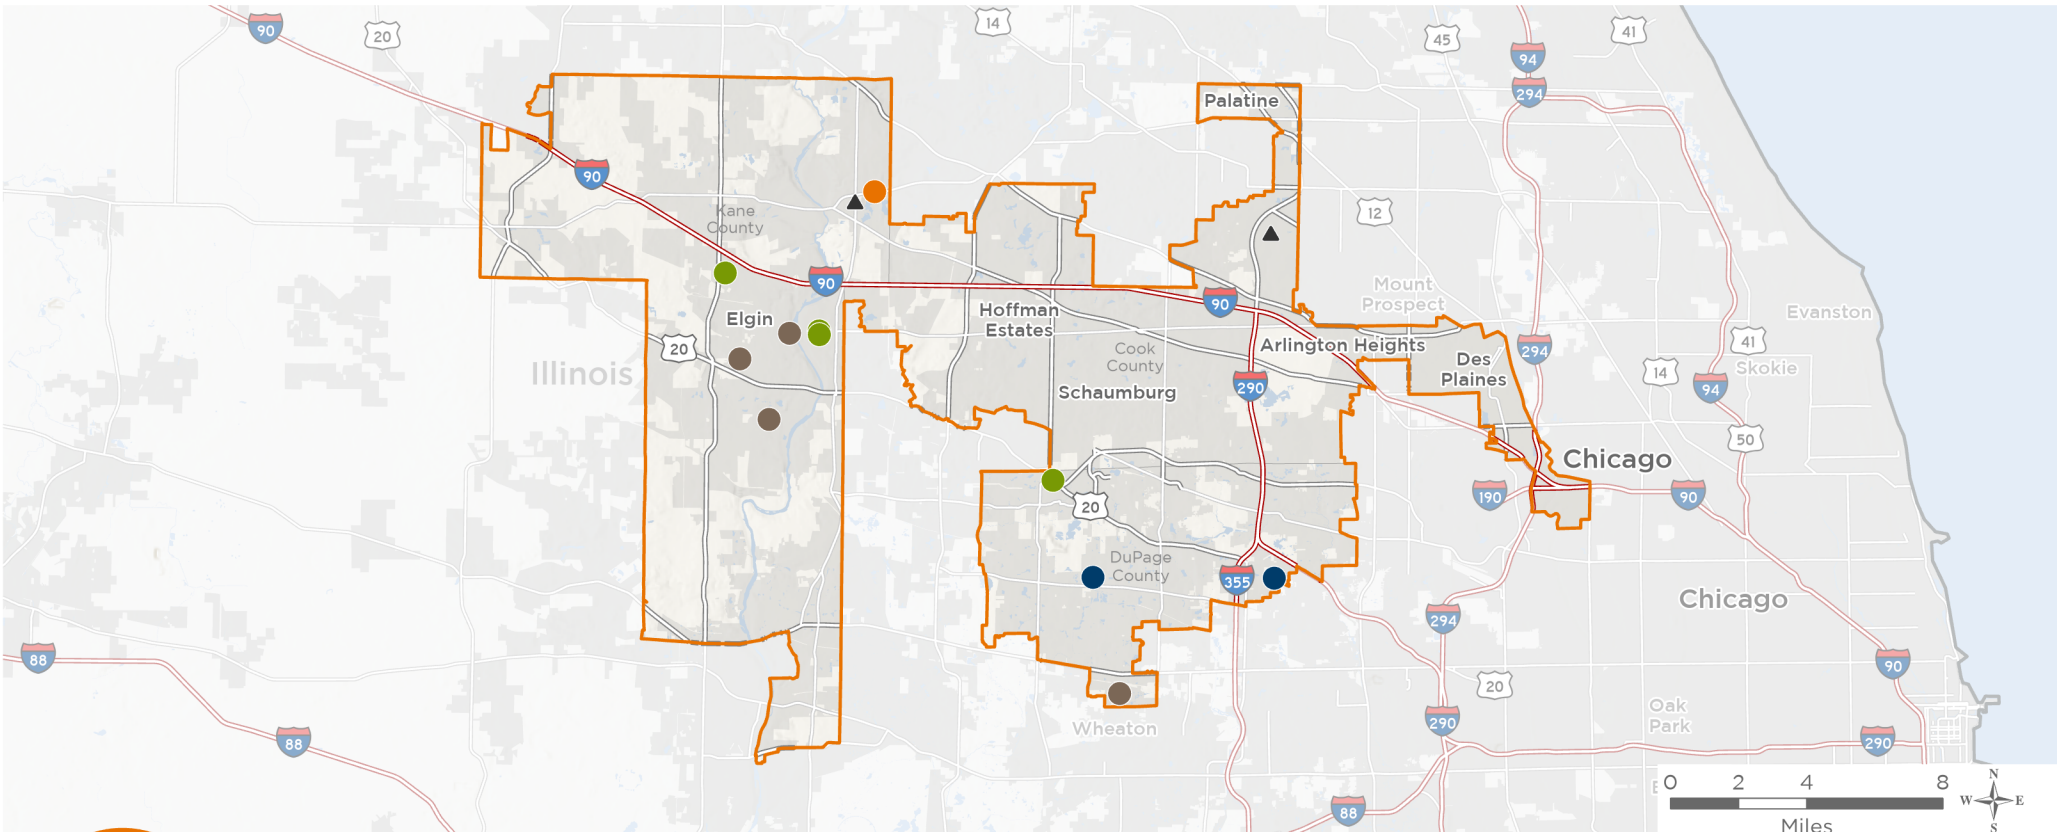 14
90
20
45
41
94
294
Palatine
90
12
Kane
County
90
90
Hoffman
Estates
Mount
Prospect
Evanston
Elgin
20
Illinois
Cook
County
Arlington Heights
294
41
14
Skokie
Des
Plaines
Schaumburg
290
94
50
Chicago
190
90
20
DuPage
County
355
Chicago
294
88
90
20
Wheaton
Oak
Park
290
88
290
88
0 2 4 8
Miles
N
W E
S